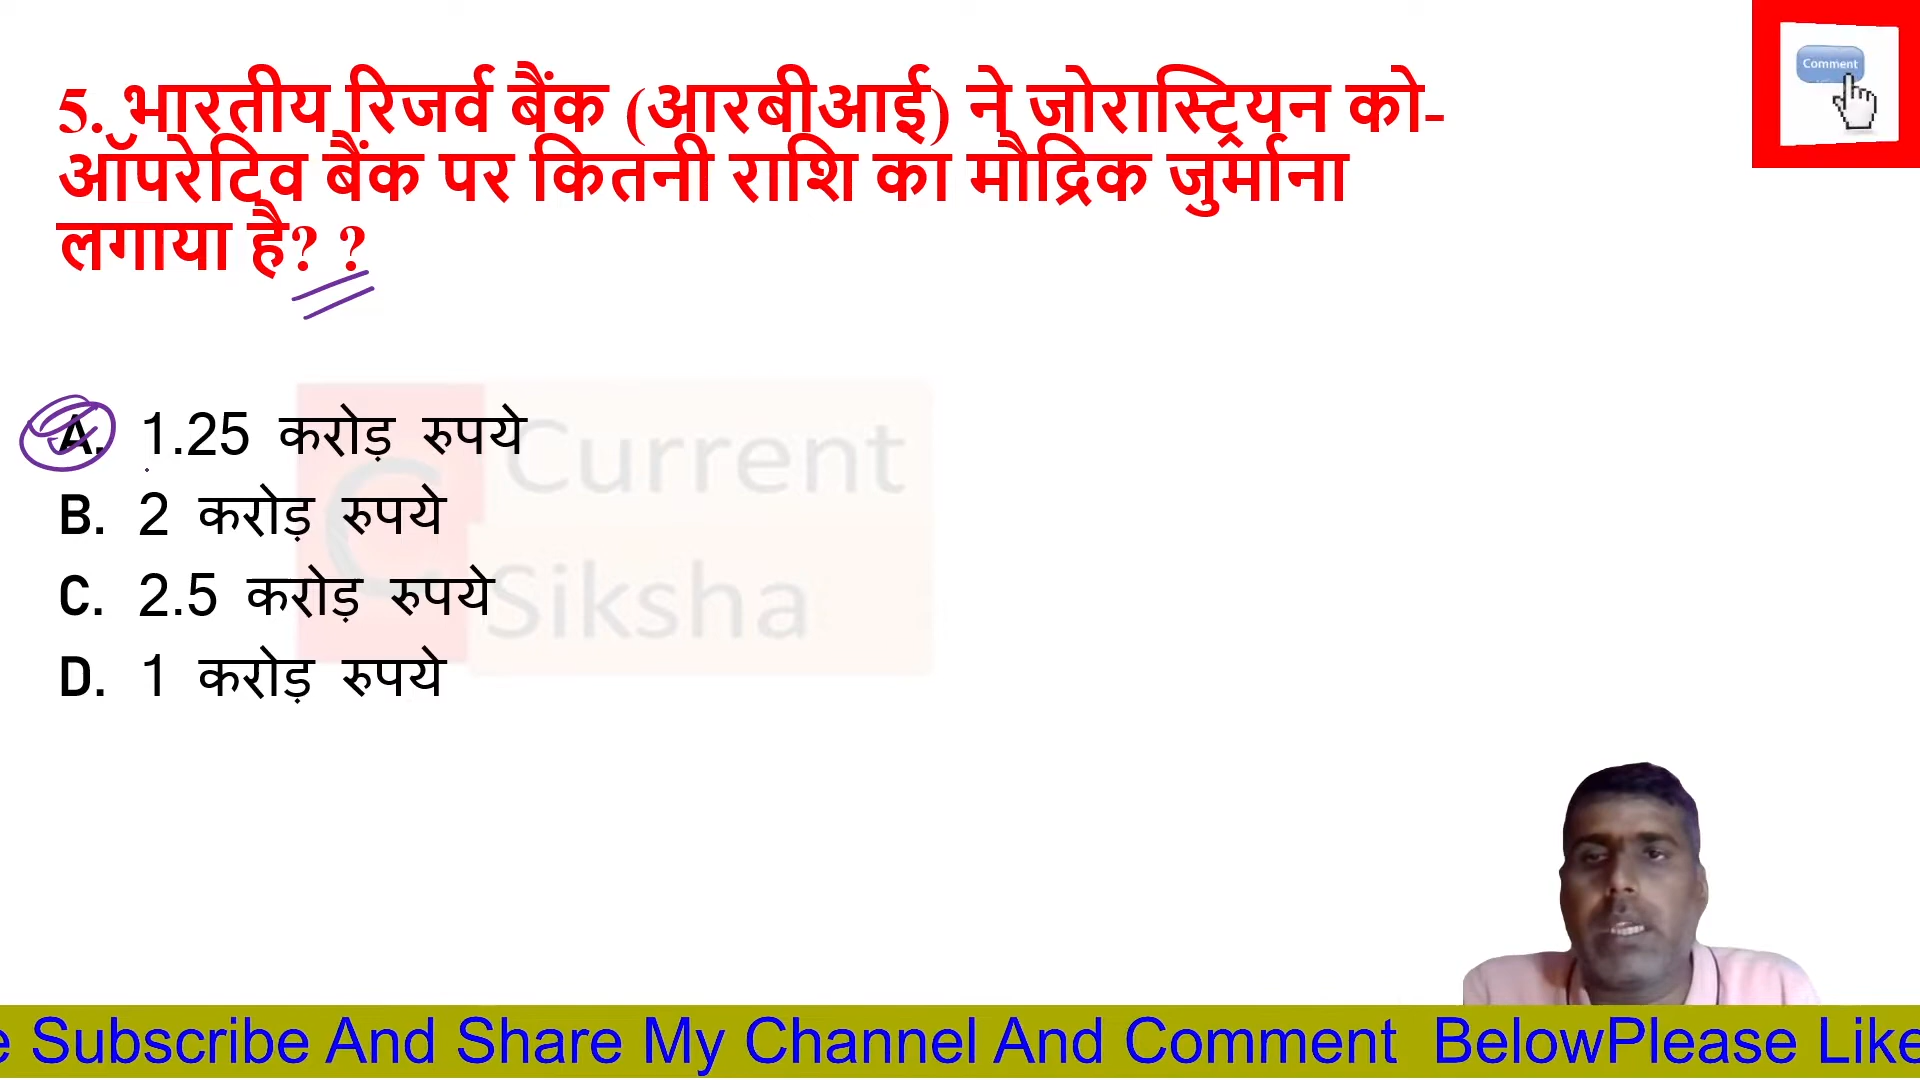 Comment
5. भारतीय रिजर्व बैंक (आरबीआई) ने जोरास्ट्रियन को-
ऑपरेटिव बैंक पर कितनी राशि का मौद्रिक जुर्माना
लगाया है? ?
A. 1.25 करोड़ रुपये
B. 2 करोड़ रुपये
C. 2.5 करोड़ रुपये
D. 1 करोड़ रुपये
Current
Siksha
e Subscribe And Share My Channel And Comment BelowPlease Like